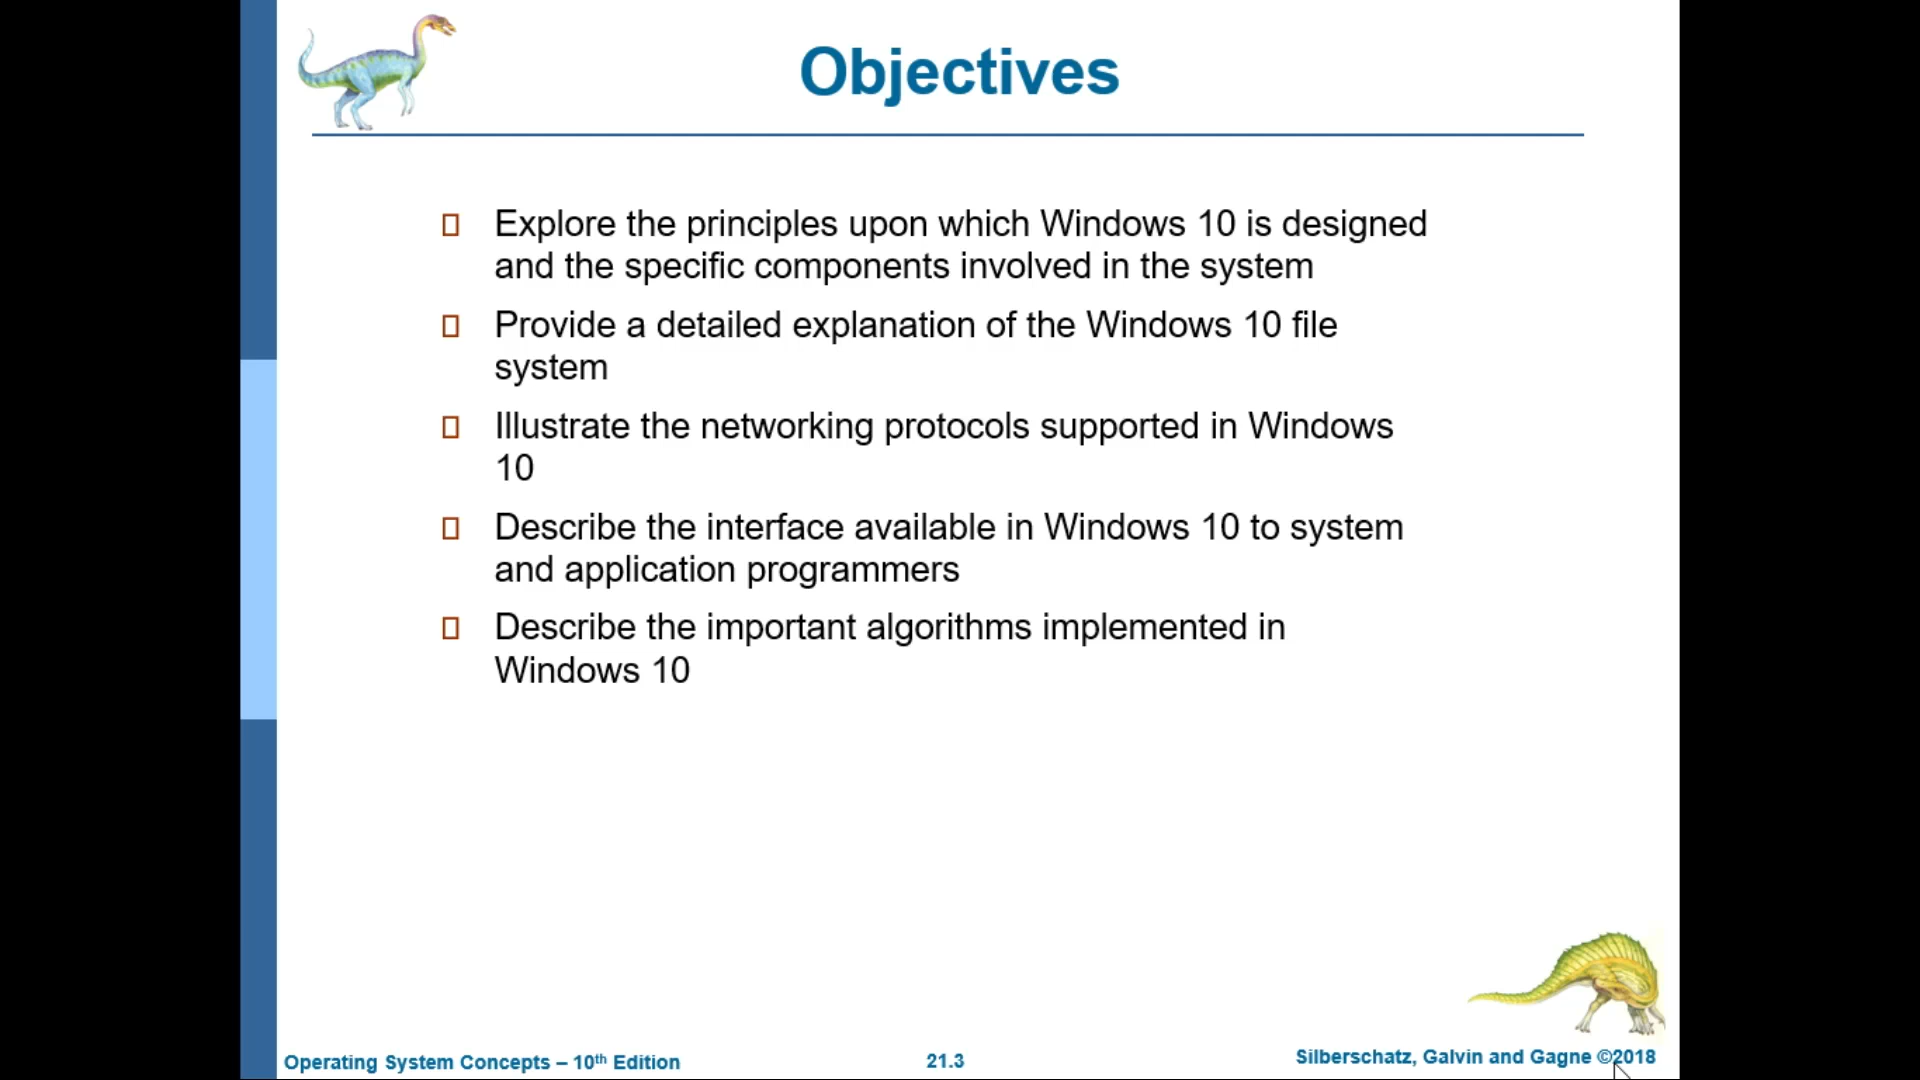 Objectives
Explore the principles upon which Windows 10 is designed
and the specific components involved in the system
Provide a detailed explanation of the Windows 10 file
system
Illustrate the networking protocols supported in Windows
10
Describe the interface available in Windows 10 to system
and application programmers
Describe the important algorithms implemented in
Windows 10
Operating System Concepts – 10th Edition
21.3
Silberschatz, Galvin and Gagne ©2018